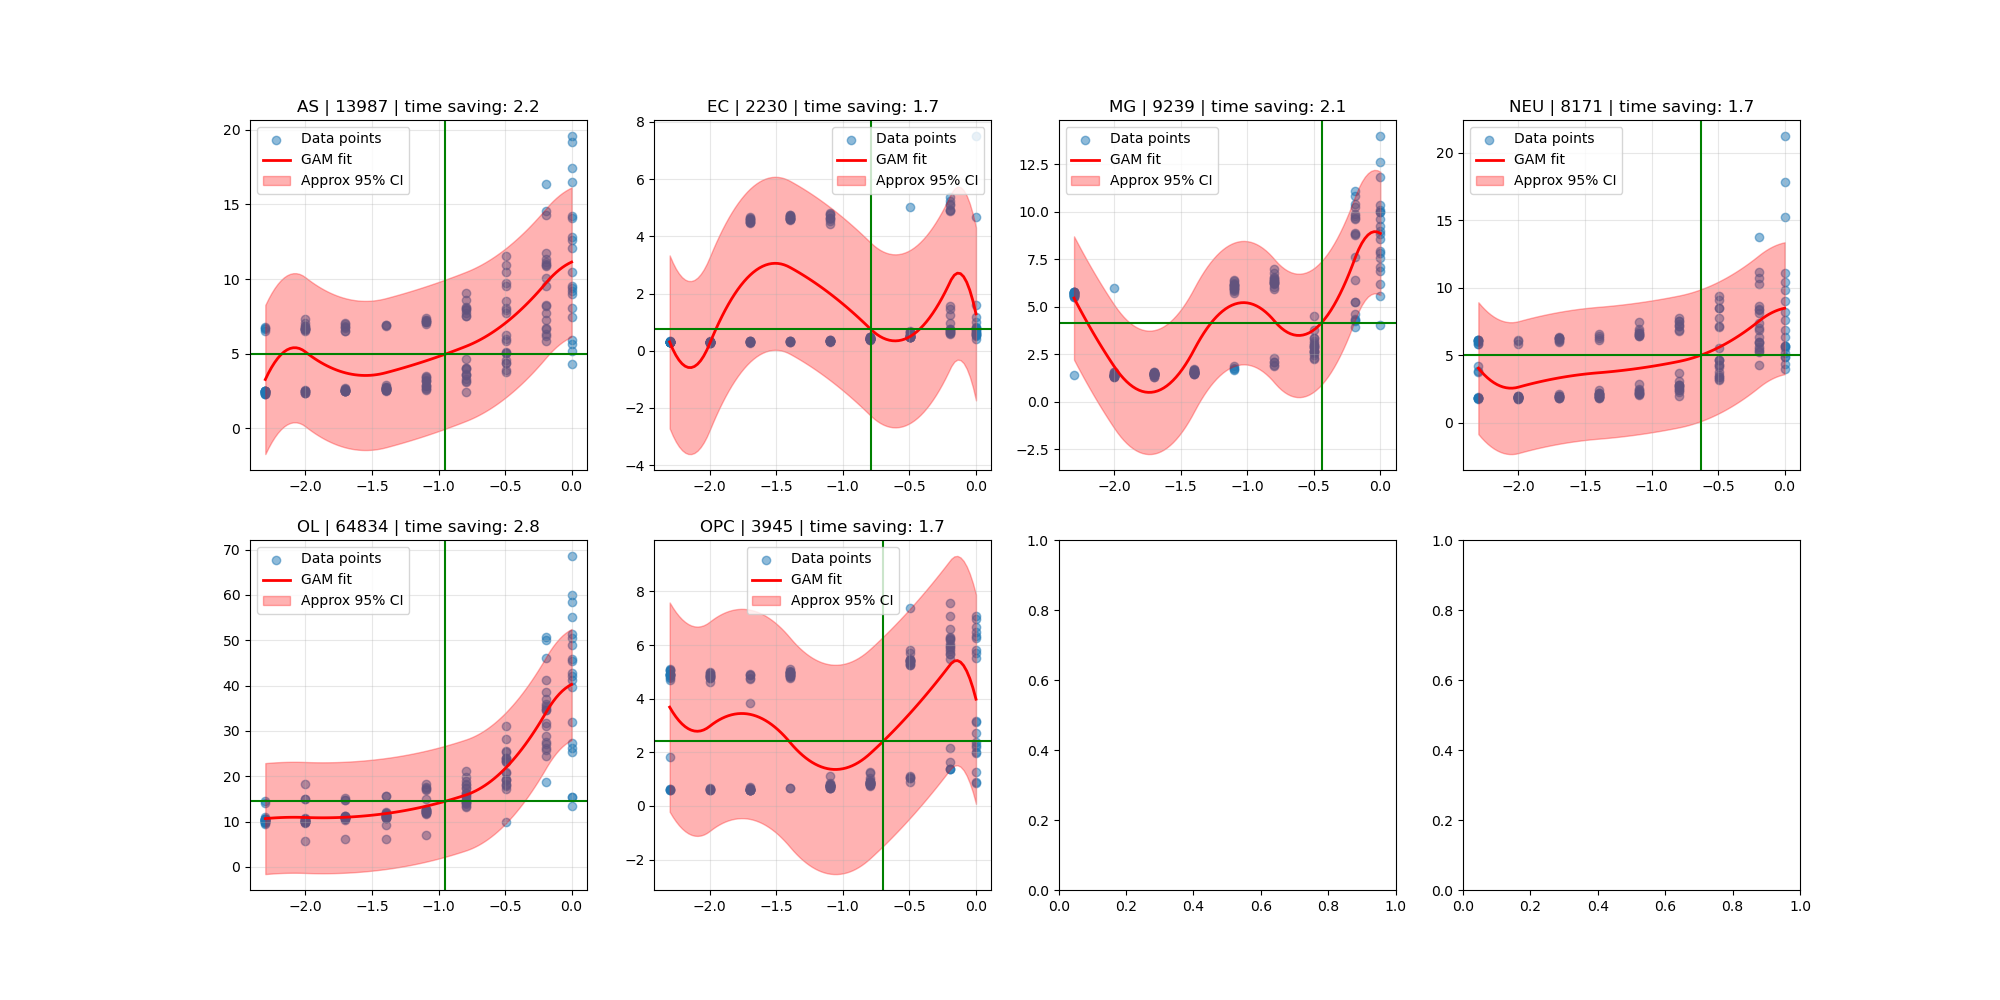 AS | 13987 | time saving: 2.2
20
15
10
5
0
−2.0 −1.5 −1.0 −0.5 0.0
Data points
GAM fit
Approx 95% CI
EC | 2230 | time saving: 1.7
8
6
4
2
0
−2
−4
−2.0 −1.5 −1.0 −0.5 0.0
Data points
GAM fit
Approx 95% CI
MG | 9239 | time saving: 2.1
12.5
10.0
7.5
5.0
2.5
0.0
−2.5
−2.0 −1.5 −1.0 −0.5 0.0
Data points
GAM fit
Approx 95% CI
NEU | 8171 | time saving: 1.7
20
15
10
5
0
−2.0 −1.5 −1.0 −0.5 0.0
Data points
GAM fit
Approx 95% CI
OL | 64834 | time saving: 2.8
70
60
50
40
30
20
10
0
−2.0 −1.5 −1.0 −0.5 0.0
Data points
GAM fit
Approx 95% CI
OPC | 3945 | time saving: 1.7
8
6
4
2
0
−2
−2.0 −1.5 −1.0 −0.5 0.0
Data points
GAM fit
Approx 95% CI
1.0
0.8
0.6
0.4
0.2
0.0
0.0 0.2 0.4 0.6 0.8 1.0
1.0
0.8
0.6
0.4
0.2
0.0
0.0 0.2 0.4 0.6 0.8 1.0